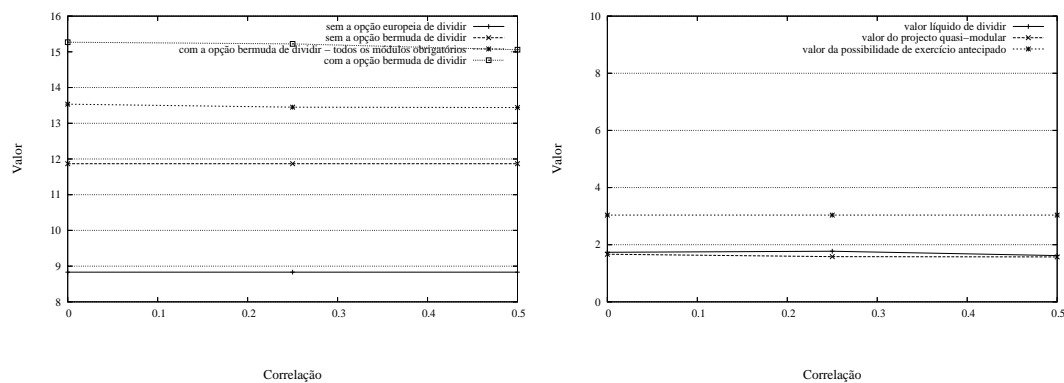 16
15
14
13
12
11
10
9
8
Valor
0
0.1
0.2
0.3
0.4
0.5
Correlação
sem a opção europeia de dividir
sem a opção bermuda de dividir
com a opção bermuda de dividir − todos os módulos obrigatórios
com a opção bermuda de dividir
10
8
6
4
2
0
Valor
0
0.1
0.2
0.3
0.4
0.5
Correlação
valor líquido de dividir
valor do projecto quasi−modular
valor da possibilidade de exercício antecipado